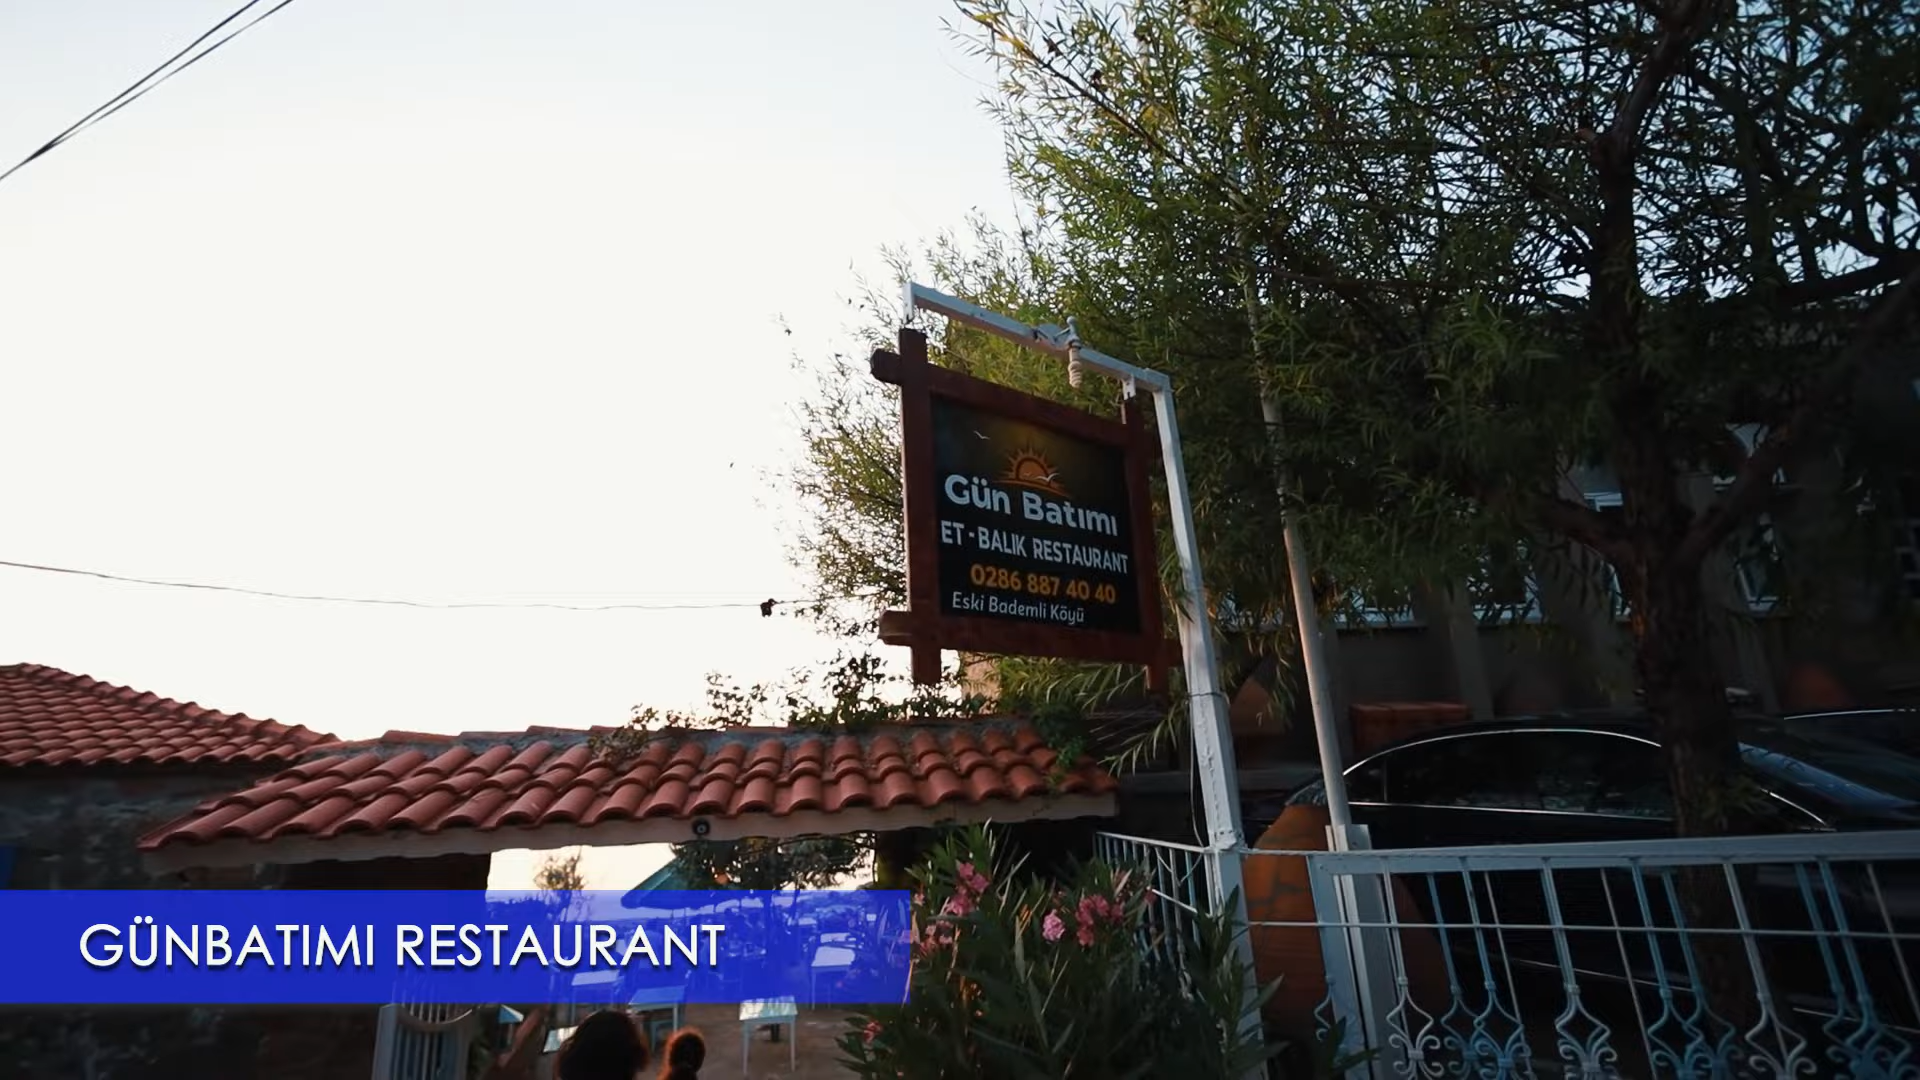 Gün Batımı
ET - BALIK RESTAURANT
0286 887 40 40
Eski Bademli Köyü
GÜNBATIMI RESTAURANT